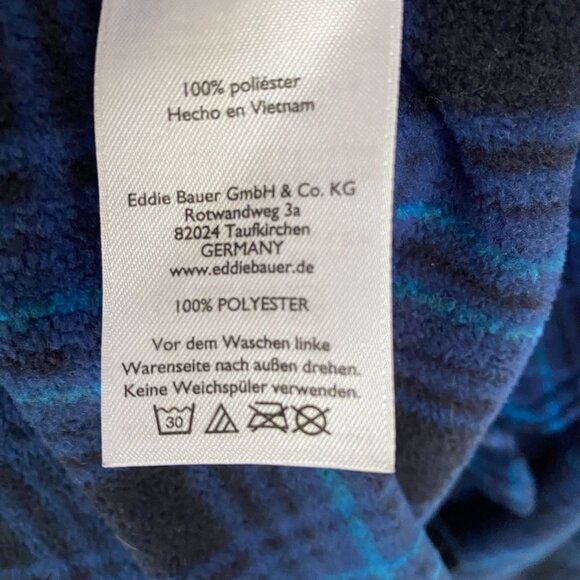 100% poliéster
Hecho en Vietnam
Eddie Bauer GmbH & Co. KG
Rotwandweg 3a
82024 Taufkirchen
GERMANY
www.eddiebauer.de
100% POLYESTER
Vor dem Waschen linke
Warenseite nach außen drehen.
Keine Weichspüler verwenden.
30